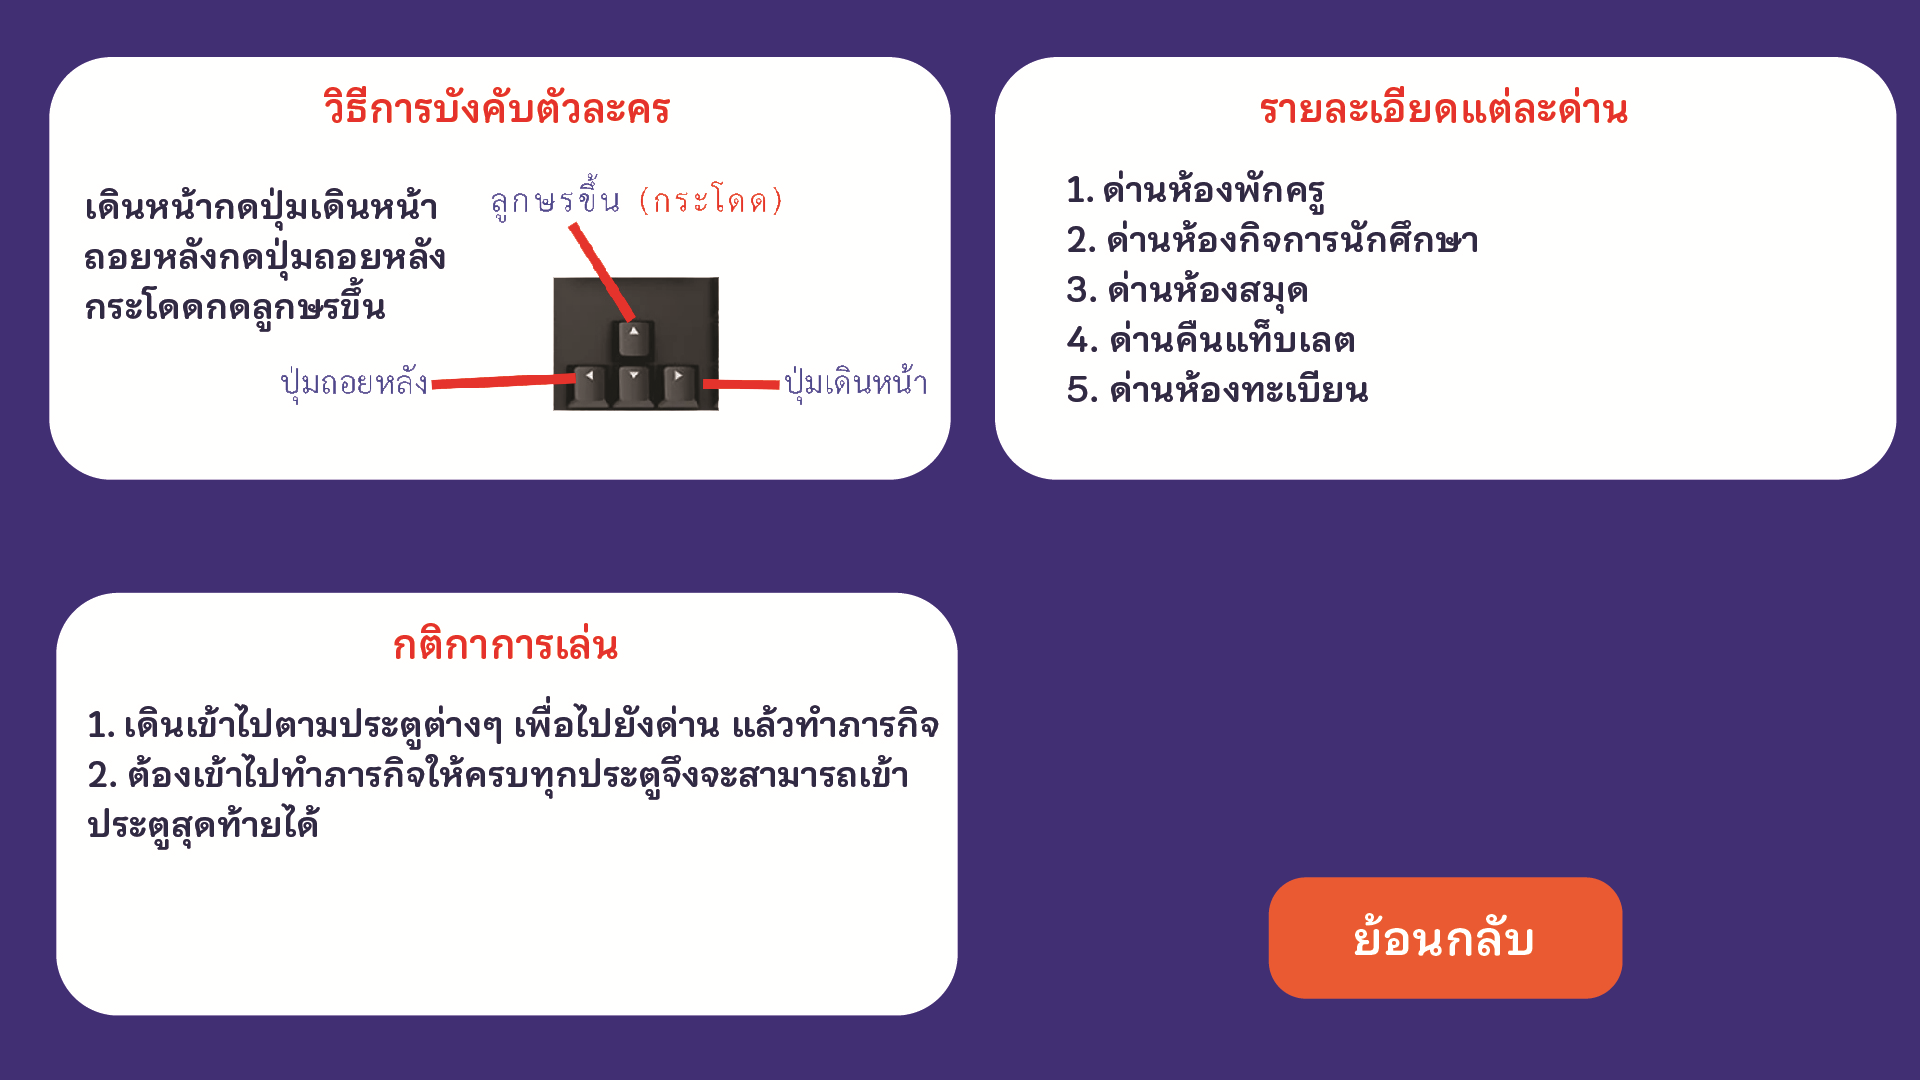 วิธีการบังคับตัวละคร
เดินหน้ากดปุ่มเดินหน้า
ถอยหลังกดปุ่มถอยหลัง
กระโดดกดลูกษรขึ้น
ลูกษรขึ้น (กระโดด)
ปุ่มถอยหลัง
ปุ่มเดินหน้า
รายละเอียดแต่ละด่าน
1. ด่านห้องพักครู
2. ด่านห้องกิจการนักศึกษา
3. ด่านห้องสมุด
4. ด่านคืนแท็บเลต
5. ด่านห้องทะเบียน
กติกาการเล่น
1. เดินเข้าไปตามประตูต่างๆ เพื่อไปยังด่าน แล้วทำภารกิจ
2. ต้องเข้าไปทำภารกิจให้ครบทุกประตูจึงจะสามารถเข้า
ประตูสุดท้ายได้
ย้อนกลับ